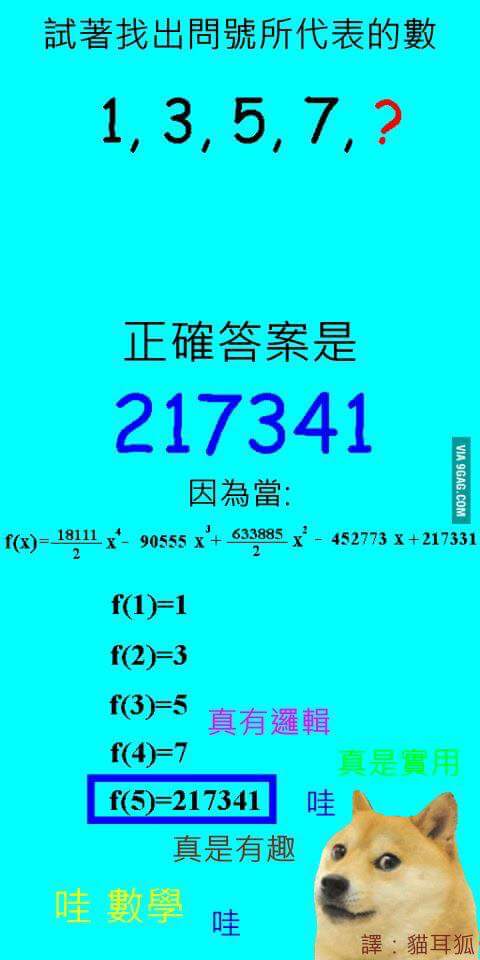 試著找出問號所代表的數
1, 3, 5, 7, ?
正確答案是
217341
因為當:
VIA 9GAG.COM
f(x)= 18111/2 x⁴- 90555 x³+ 633885/2 x² - 452773 x +217331
f(1)=1
f(2)=3
f(3)=5
真有邏輯
f(4)=7
真是實用
f(5)=217341
哇
真是有趣
哇 數學
哇
譯：貓耳狐